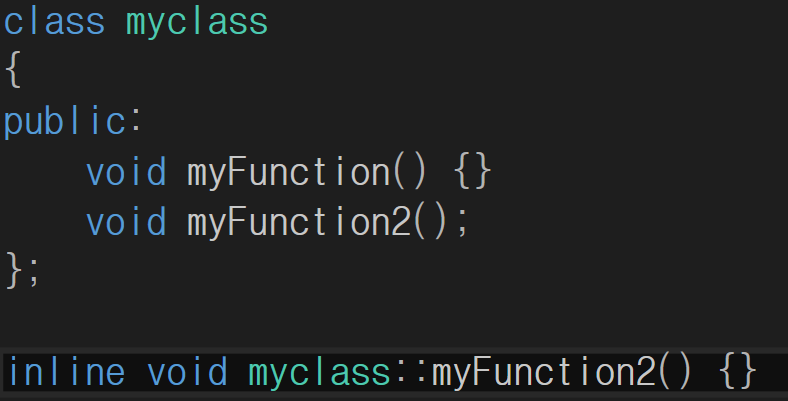 class myclass
{
public:
    void myFunction() {}
    void myFunction2();
};
inline void myclass::myFunction2() {}